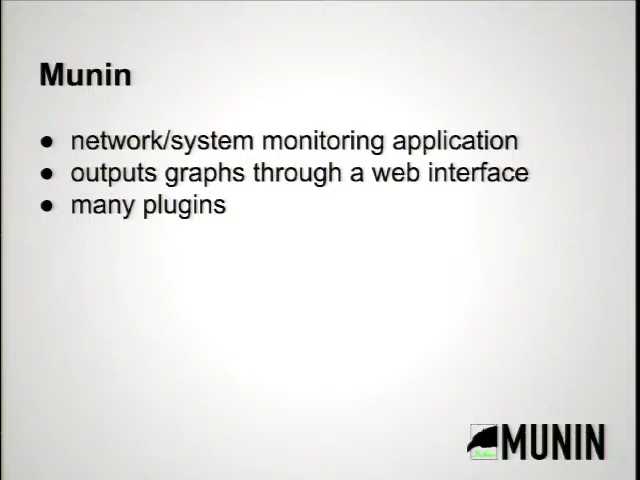 Munin
● network/system monitoring application
● outputs graphs through a web interface
● many plugins
MUNIN